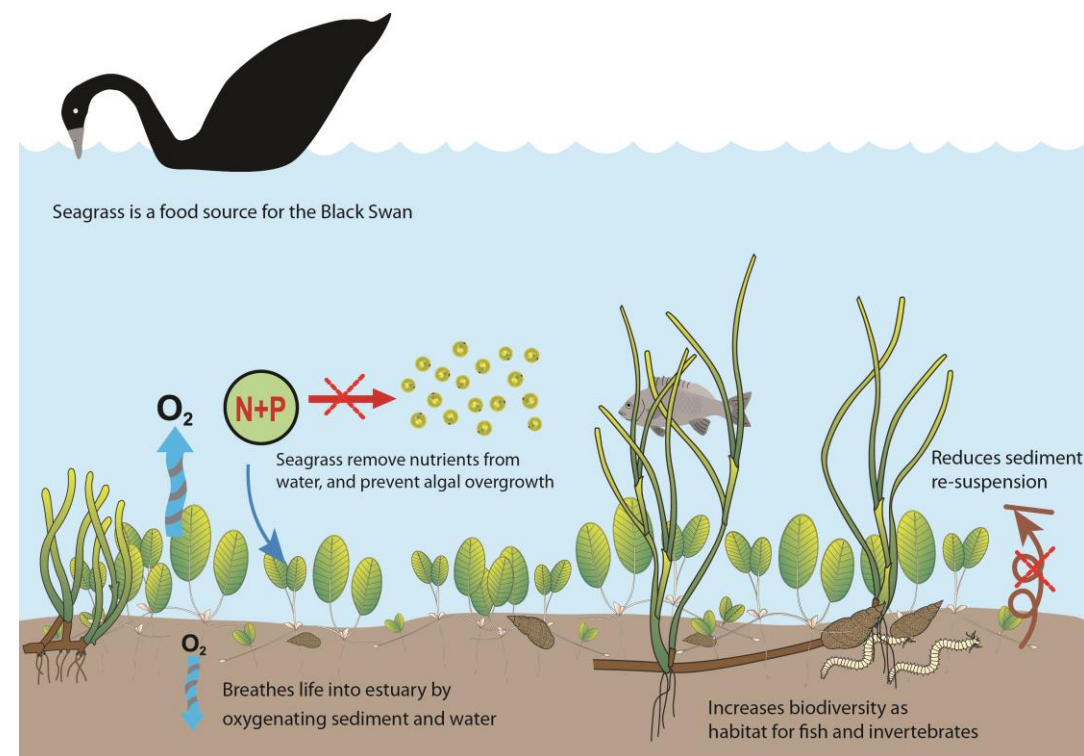 Seagrass is a food source for the Black Swan
O₂
N+P
Seagrass remove nutrients from
water, and prevent algal overgrowth
Reduces sediment
re-suspension
O₂
Breathes life into estuary by
oxygenating sediment and water
Increases biodiversity as
habitat for fish and invertebrates